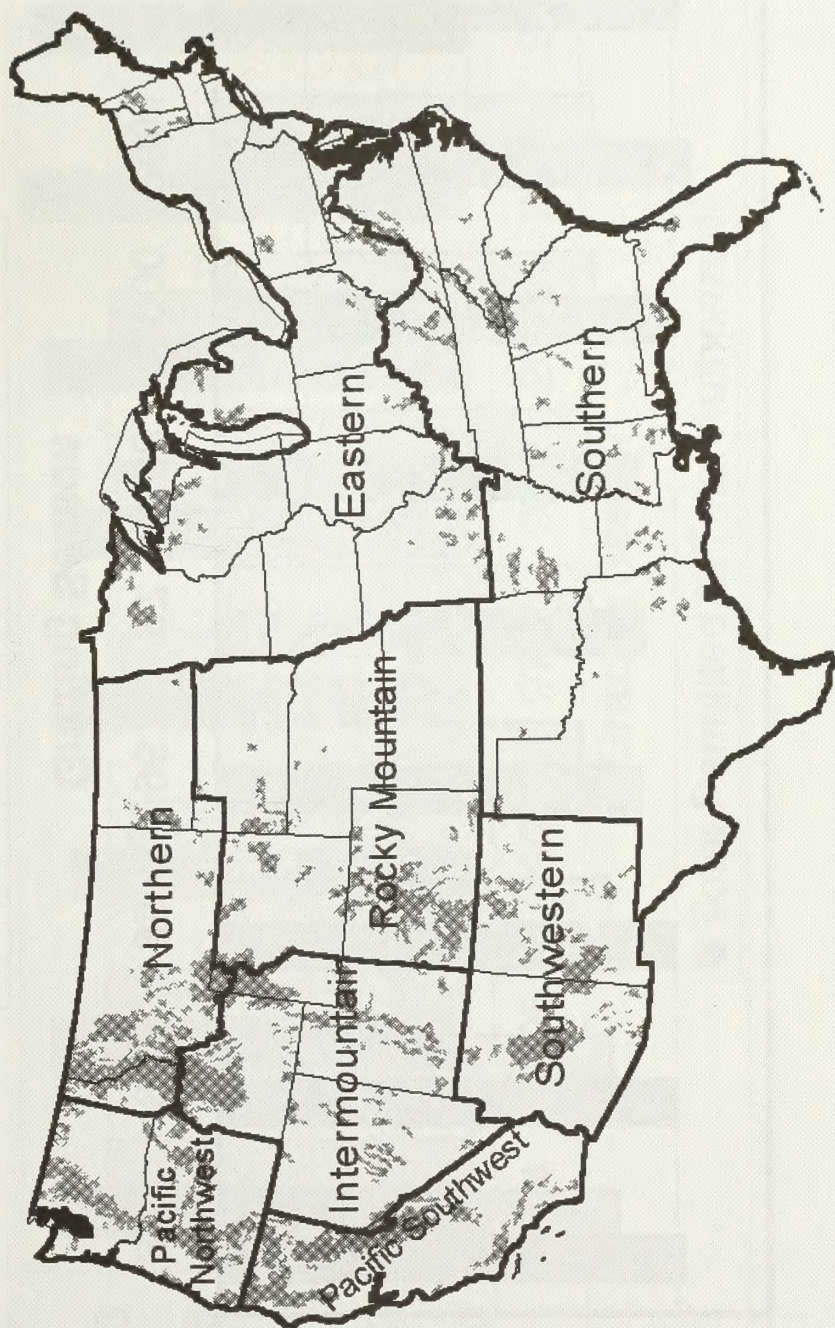 Pacific
Northwest
Northern
Intermountain
Rocky Mountain
Pacific Southwest
Southwestern
Eastern
Southern